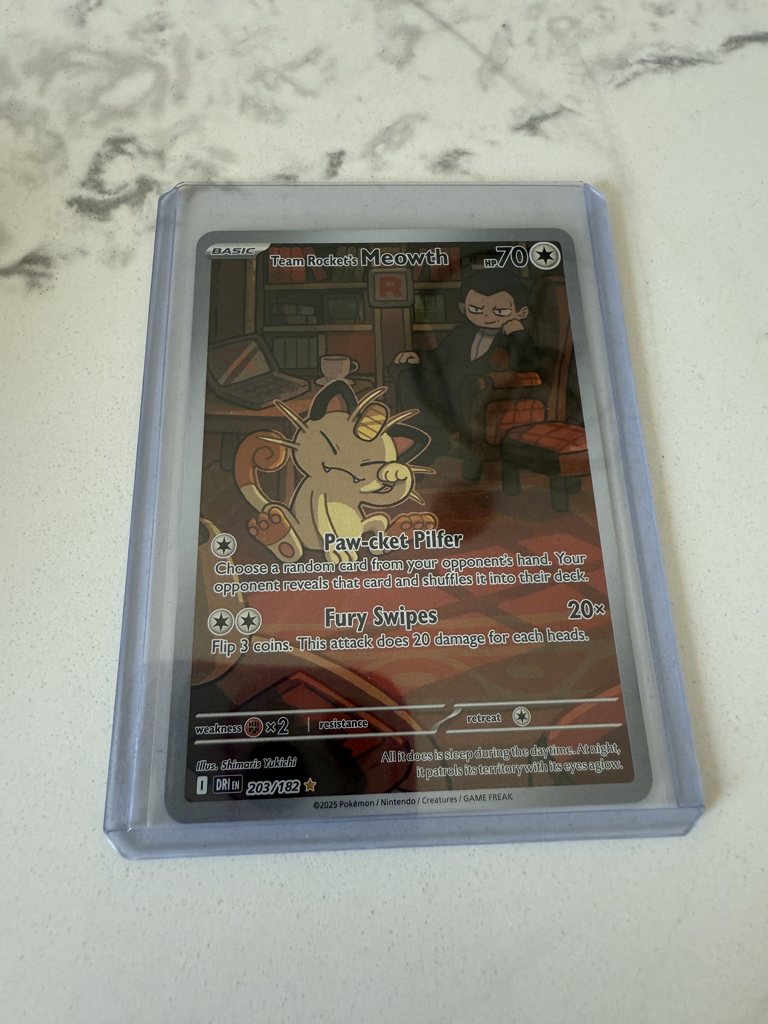 BASIC Team Rocket's Meowth HP 70
R
Paw-cket Pilfer
Choose a random card from your opponent's hand. Your
opponent reveals that card and shuffles it into their deck.
Fury Swipes 20×
Flip 3 coins. This attack does 20 damage for each heads.
weakness ×2 resistance retreat
Illus. Shimaris Yukichi
All it does is sleep during the daytime. At night,
it patrols its territory with its eyes aglow.
I DRI EN 203/182
©2025 Pokémon / Nintendo / Creatures / GAME FREAK